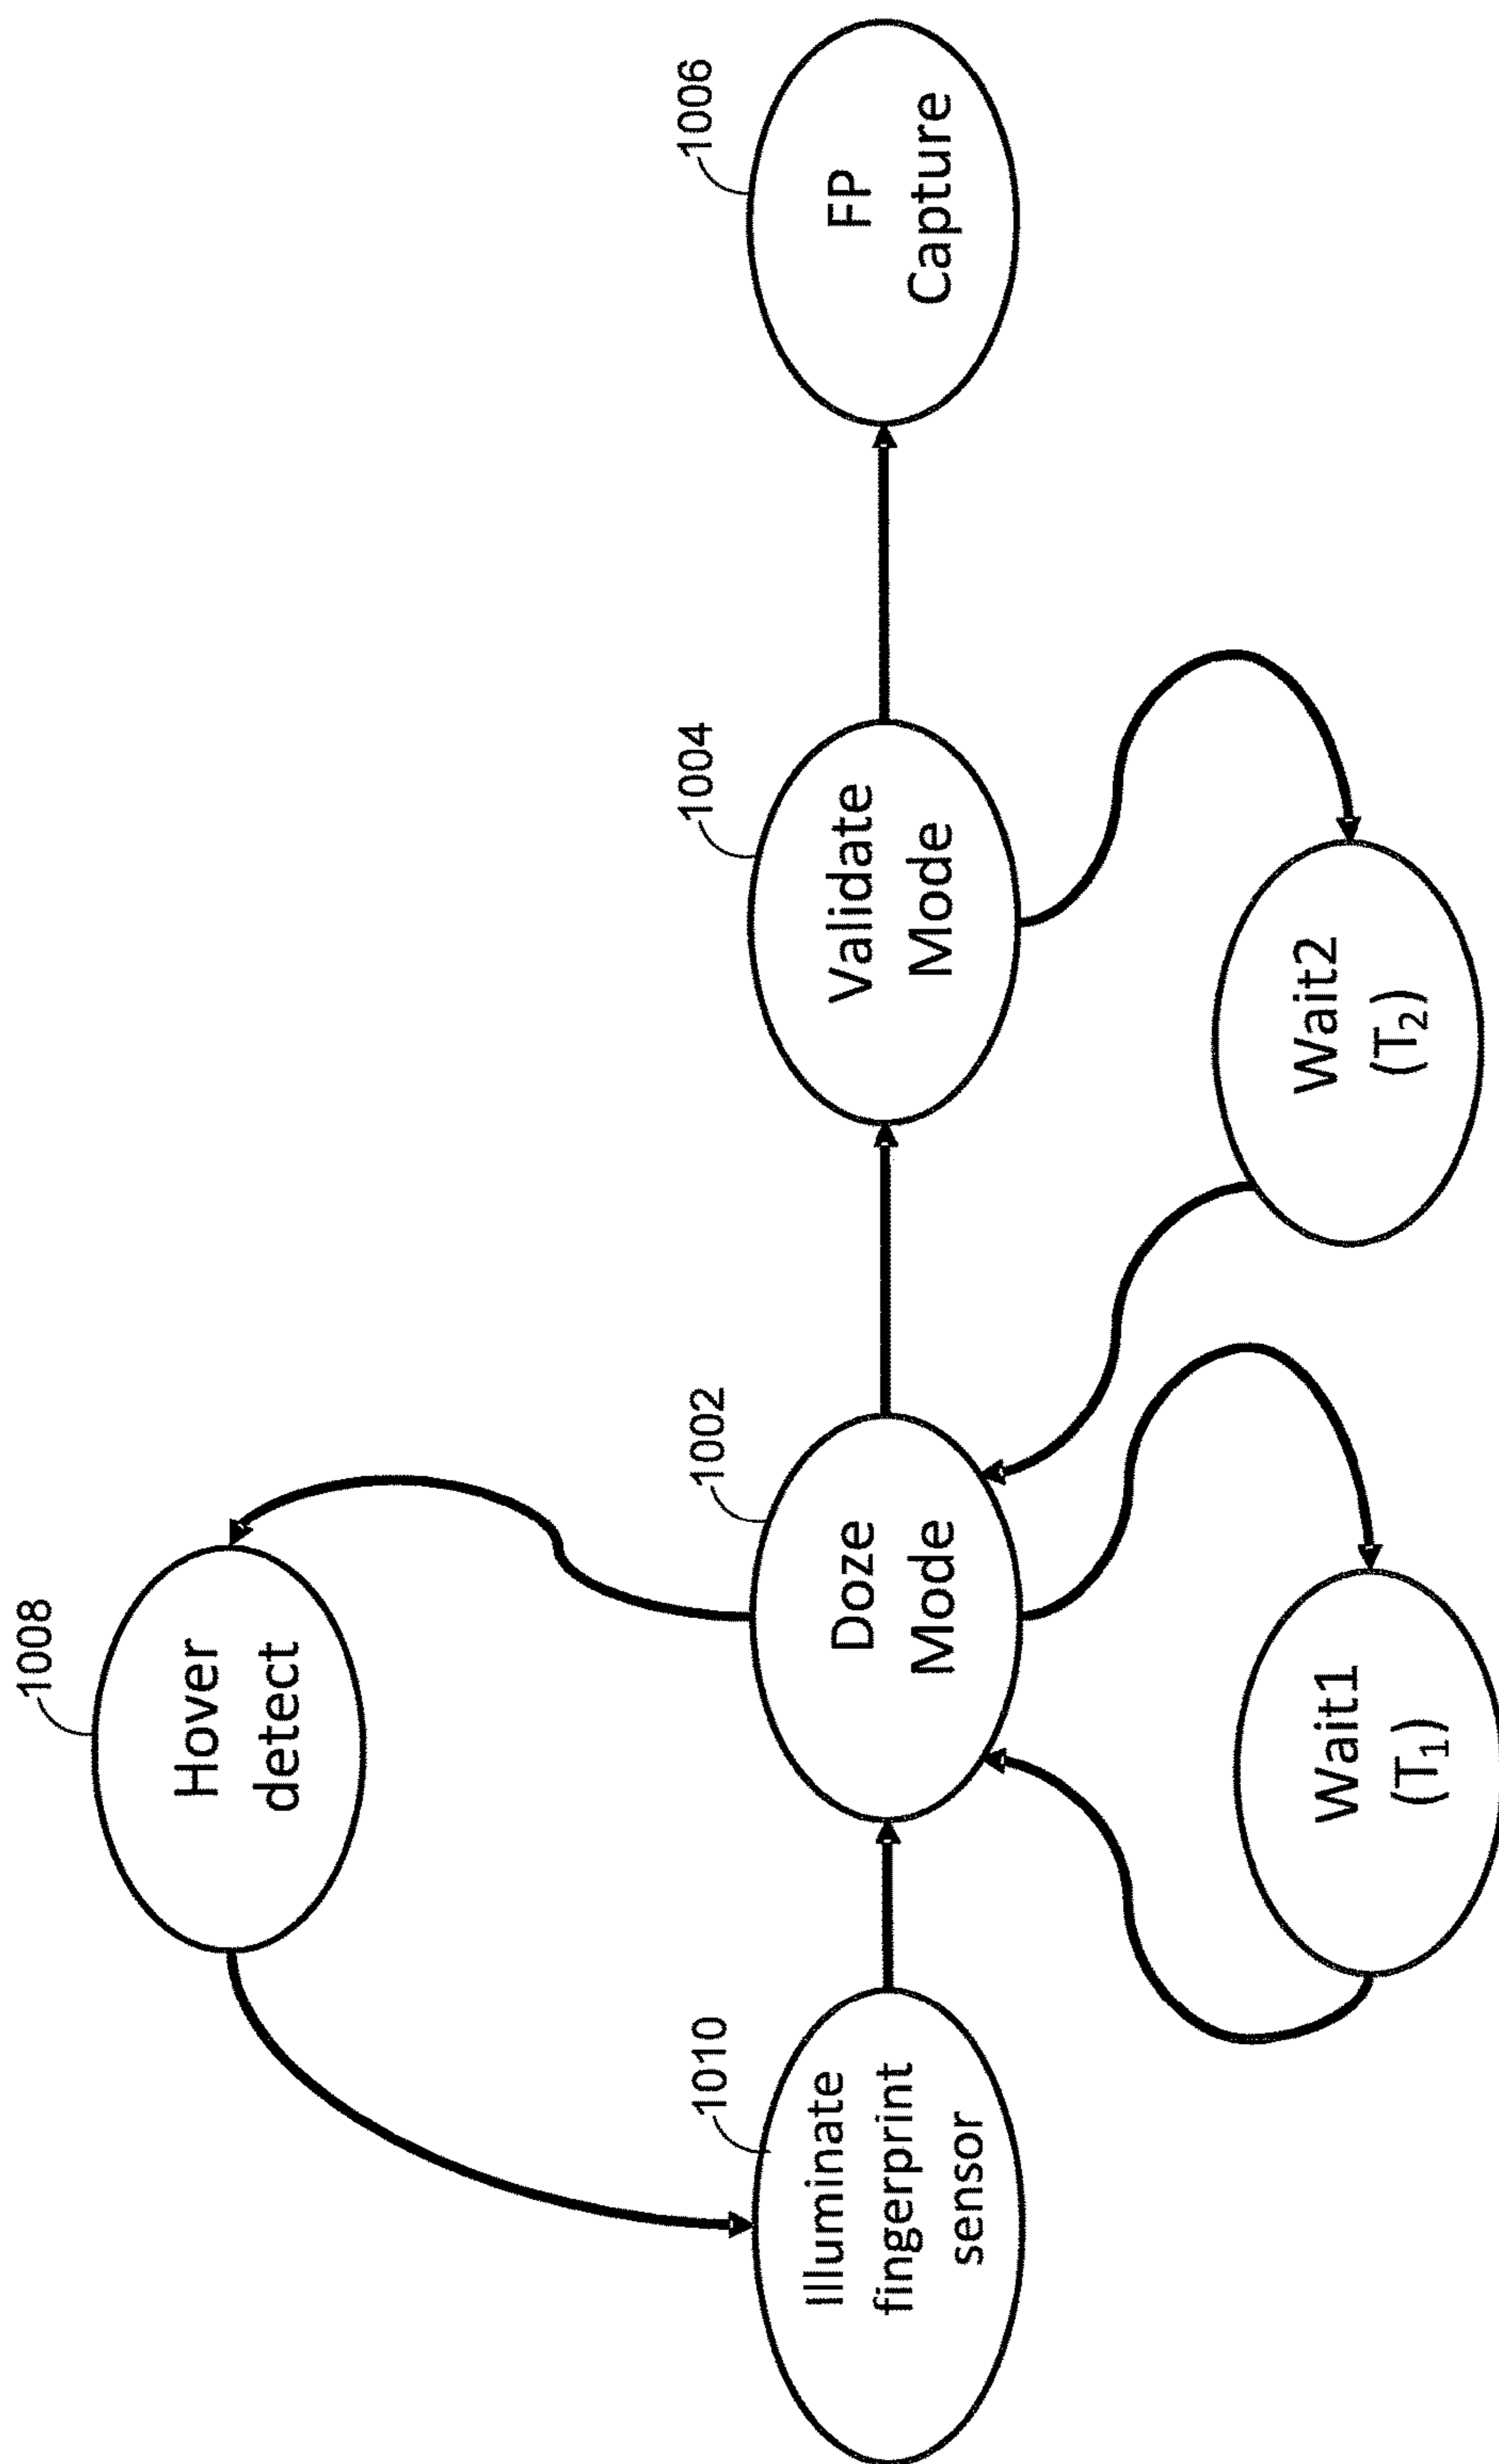 1008
Hover
detect
1010
Illuminate
fingerprint
sensor
1002
Doze
Mode
1004
Validate
Mode
1006
FP
Capture
Wait1
(T₁)
Wait2
(T₂)